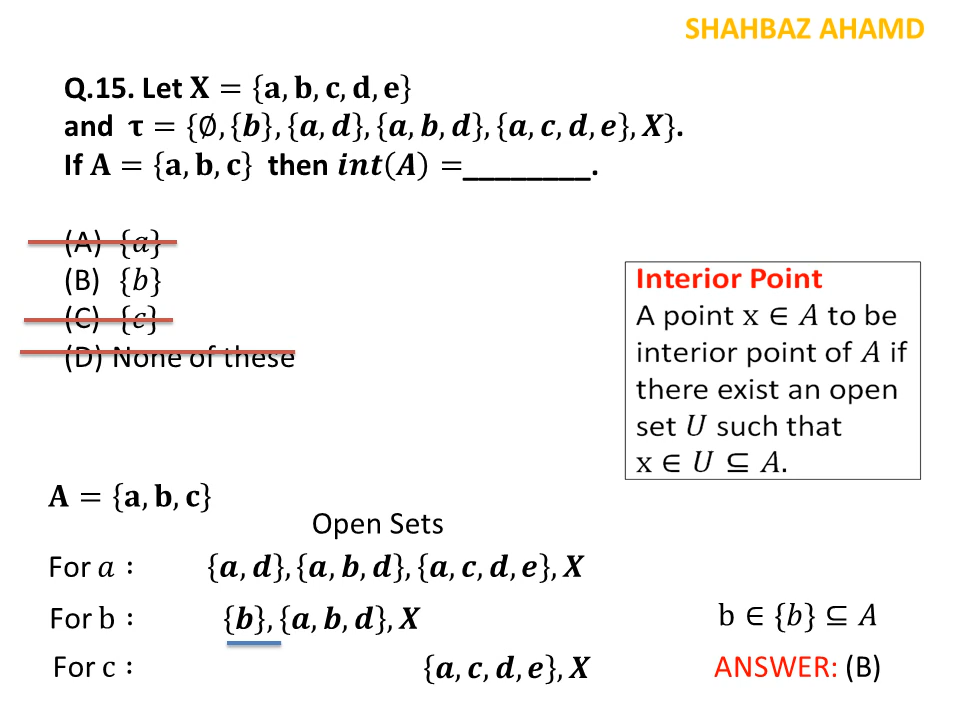 SHAHBAZ AHAMD
Q.15. Let X = {a, b, c, d, e}
and τ = {∅, {b}, {a, d}, {a, b, d}, {a, c, d, e}, X}.
If A = {a, b, c} then int(A) =________.
(A) {a}
(B) {b}
(C) {c}
(D) None of these
Interior Point
A point x ∈ A to be
interior point of A if
there exist an open
set U such that
x ∈ U ⊆ A.
A = {a, b, c}
Open Sets
For a : {a, d}, {a, b, d}, {a, c, d, e}, X
For b : {b}, {a, b, d}, X b ∈ {b} ⊆ A
For c : {a, c, d, e}, X ANSWER: (B)